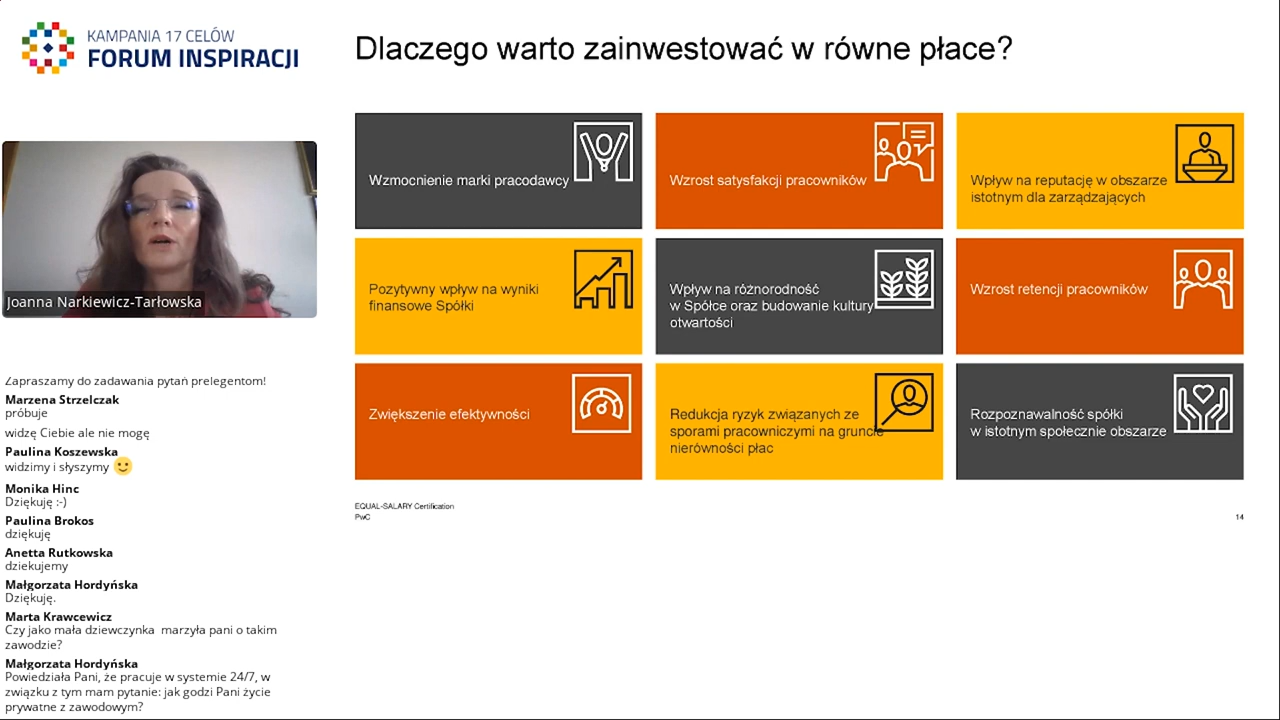 KAMPANIA 17 CELÓW
FORUM INSPIRACJI
Dlaczego warto zainwestować w równe płace?
Wzmocnienie marki pracodawcy
Wzrost satysfakcji pracowników
Wpływ na reputację w obszarze
istotnym dla zarządzających
Pozytywny wpływ na wyniki
finansowe Spółki
Wpływ na różnorodność
w Spółce oraz budowanie kultury
otwartości
Wzrost retencji pracowników
Zwiększenie efektywności
Redukcja ryzyk związanych ze
sporami pracowniczymi na gruncie
nierówności płac
Rozpoznawalność spółki
w istotnym społecznie obszarze
EQUAL-SALARY Certification
PwC
14
Joanna Narkiewicz-Tarłowska
Zapraszamy do zadawania pytań prelegentom!
Marzena Strzelczak
próbuje
widzę Ciebie ale nie mogę
Paulina Koszewska
widzimi i słyszymy 🙂
Monika Hinc
Dziękuję :-)
Paulina Brokos
dziękuję
Anetta Rutkowska
dziekujemy
Małgorzata Hordyńska
Dziękuję.
Marta Krawcewicz
Czy jako mała dziewczynka  marzyła pani o takim
zawodzie?
Małgorzata Hordyńska
Powiedziała Pani, że pracuje w systemie 24/7, w
związku z tym mam pytanie: jak godzi Pani życie
prywatne z zawodowym?